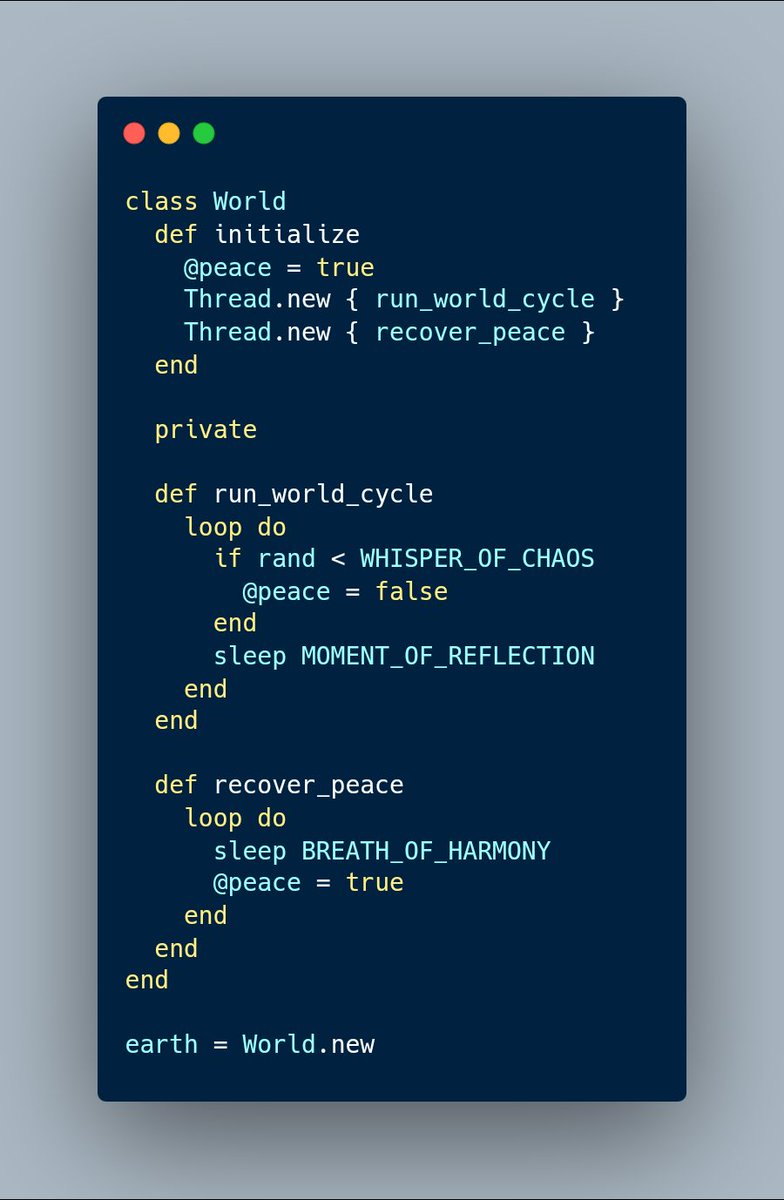 class World
  def initialize
    @peace = true
    Thread.new { run_world_cycle }
    Thread.new { recover_peace }
  end

  private

  def run_world_cycle
    loop do
      if rand < WHISPER_OF_CHAOS
        @peace = false
      end
      sleep MOMENT_OF_REFLECTION
    end
  end

  def recover_peace
    loop do
      sleep BREATH_OF_HARMONY
      @peace = true
    end
  end
end

earth = World.new